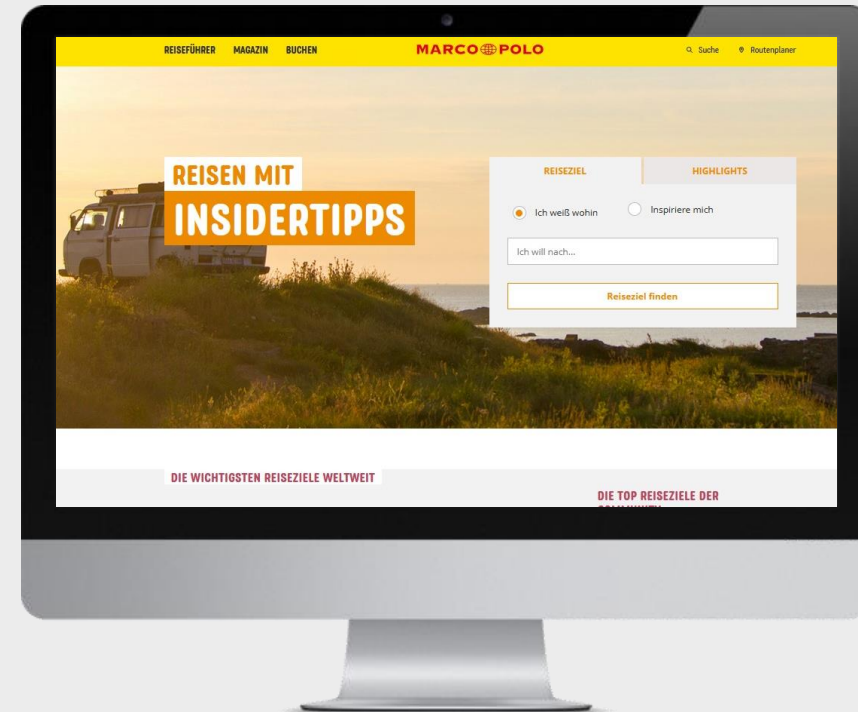 REISEFÜHRER MAGAZIN BUCHEN MARCO POLO Suche Routenplaner
REISEN MIT
INSIDERTIPPS
REISEZIEL HIGHLIGHTS
Ich weiß wohin Inspiriere mich
Ich will nach...
Reiseziel finden
DIE WICHTIGSTEN REISEZIELE WELTWEIT
DIE TOP REISEZIELE DER